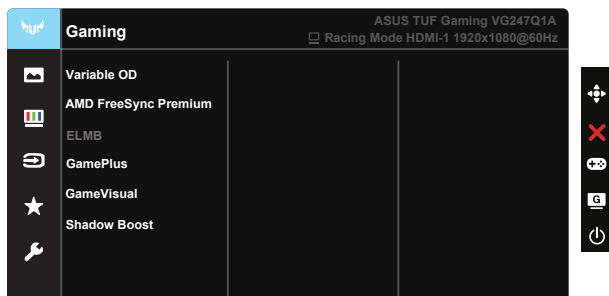 Gaming
ASUS TUF Gaming VG247Q1A
Racing Mode HDMI-1 1920x1080@60Hz
Variable OD
AMD FreeSync Premium
ELMB
GamePlus
GameVisual
Shadow Boost
G